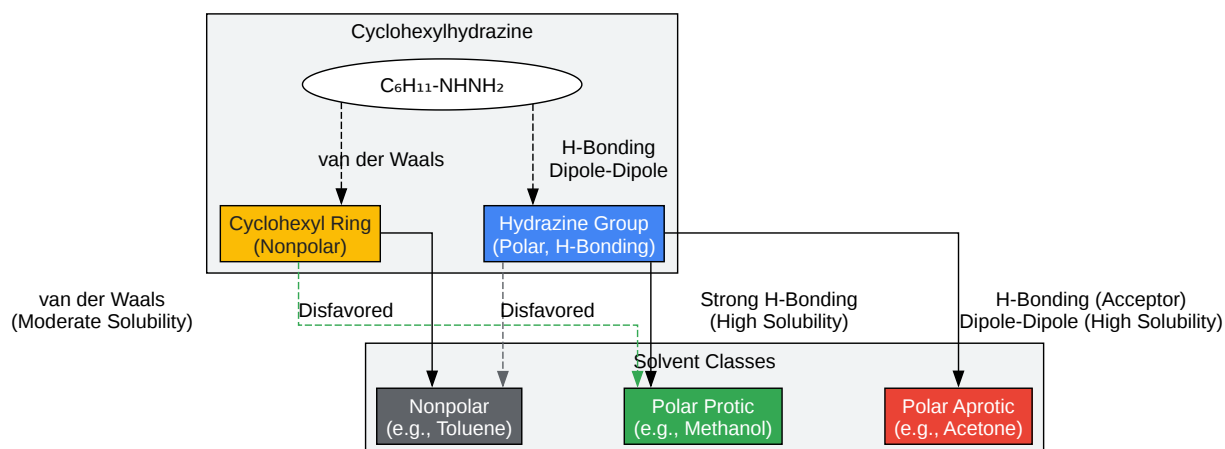 Cyclohexylhydrazine
C₆H₁₁-NHNH₂
van der Waals
H-Bonding
Dipole-Dipole
Cyclohexyl Ring
(Nonpolar)
Hydrazine Group
(Polar, H-Bonding)
van der Waals
(Moderate Solubility)
Disfavored
Disfavored
Strong H-Bonding
(High Solubility)
H-Bonding (Acceptor)
Dipole-Dipole (High Solubility)
Solvent Classes
Nonpolar
(e.g., Toluene)
Polar Protic
(e.g., Methanol)
Polar Aprotic
(e.g., Acetone)